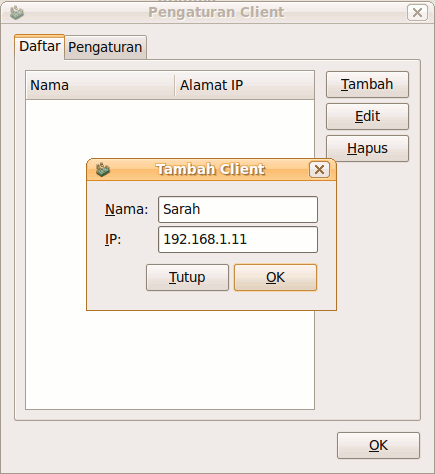 Pengaturan Client
Daftar
Pengaturan
Nama
Alamat IP
Tambah
Edit
Hapus
Tambah Client
Nama: Sarah
IP: 192.168.1.11
Tutup
OK
OK